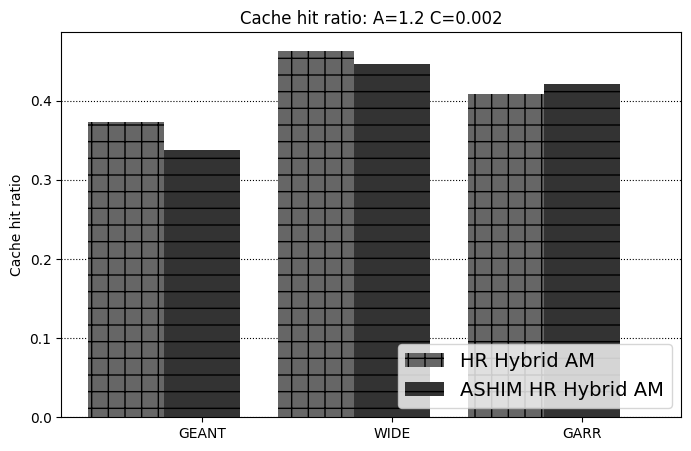 Cache hit ratio: A=1.2 C=0.002
Cache hit ratio
0.4
0.3
0.2
0.1
0.0
GEANT
WIDE
GARR
HR Hybrid AM
ASHIM HR Hybrid AM